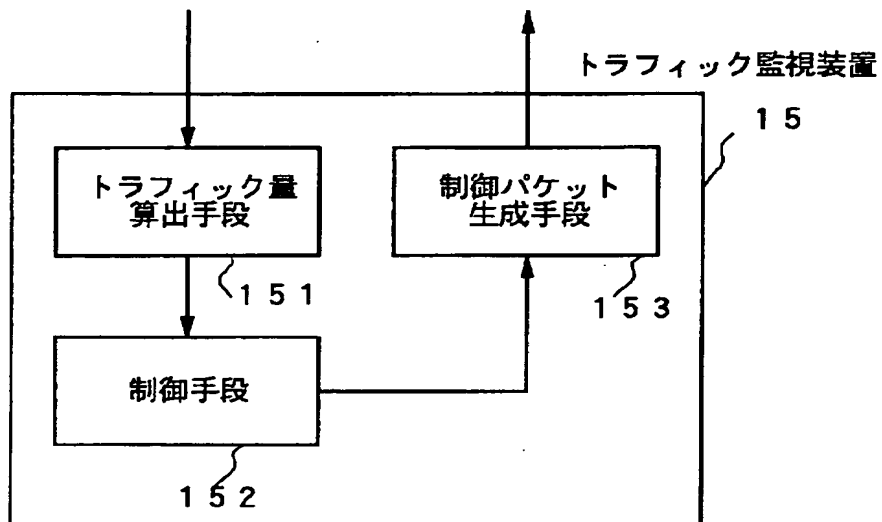 トラフィック監視装置
１５
トラフィック量
算出手段
１５１
制御パケット
生成手段
１５３
制御手段
１５２